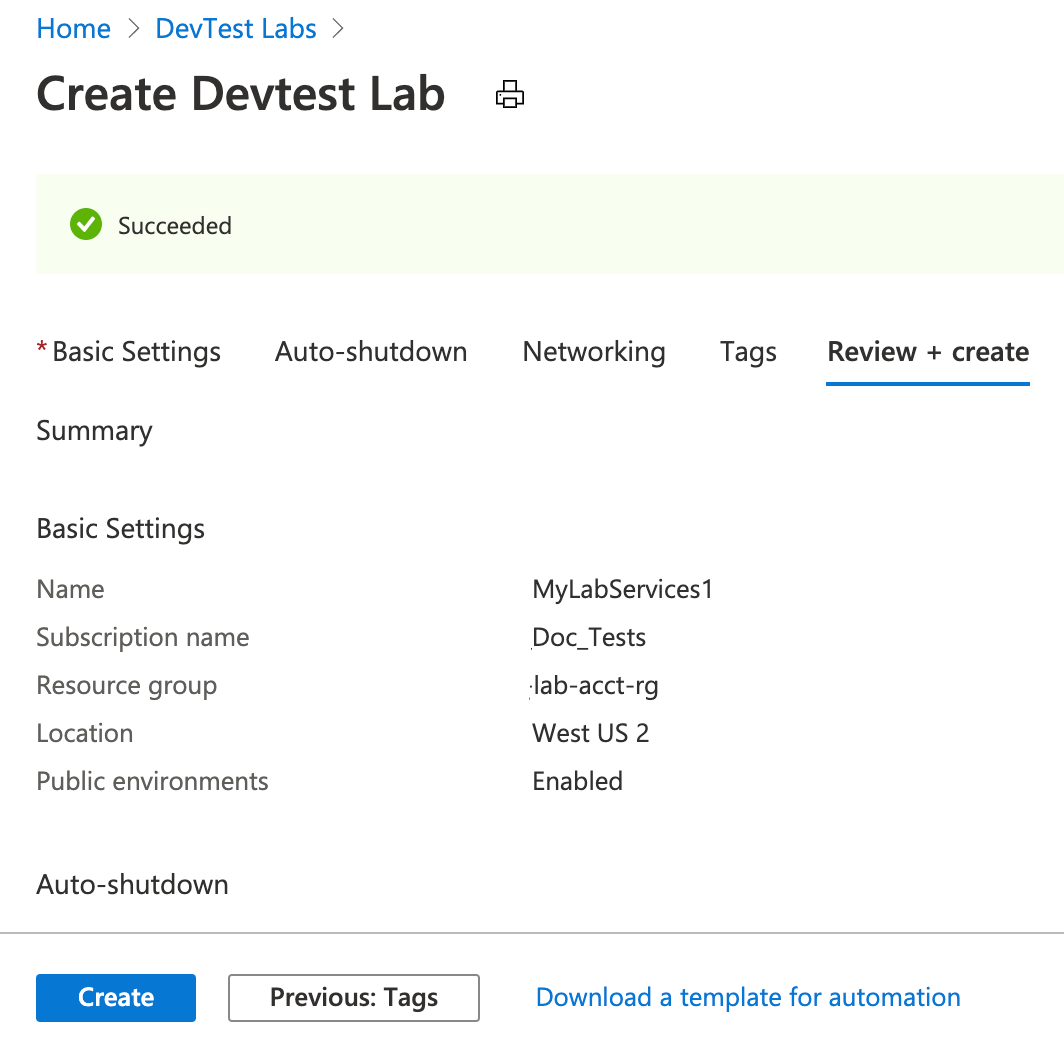 Home > DevTest Labs >
Create Devtest Lab
Succeeded
* Basic Settings Auto-shutdown Networking Tags Review + create
Summary
Basic Settings
Name MyLabServices1
Subscription name Doc_Tests
Resource group lab-acct-rg
Location West US 2
Public environments Enabled
Auto-shutdown
Create Previous: Tags Download a template for automation